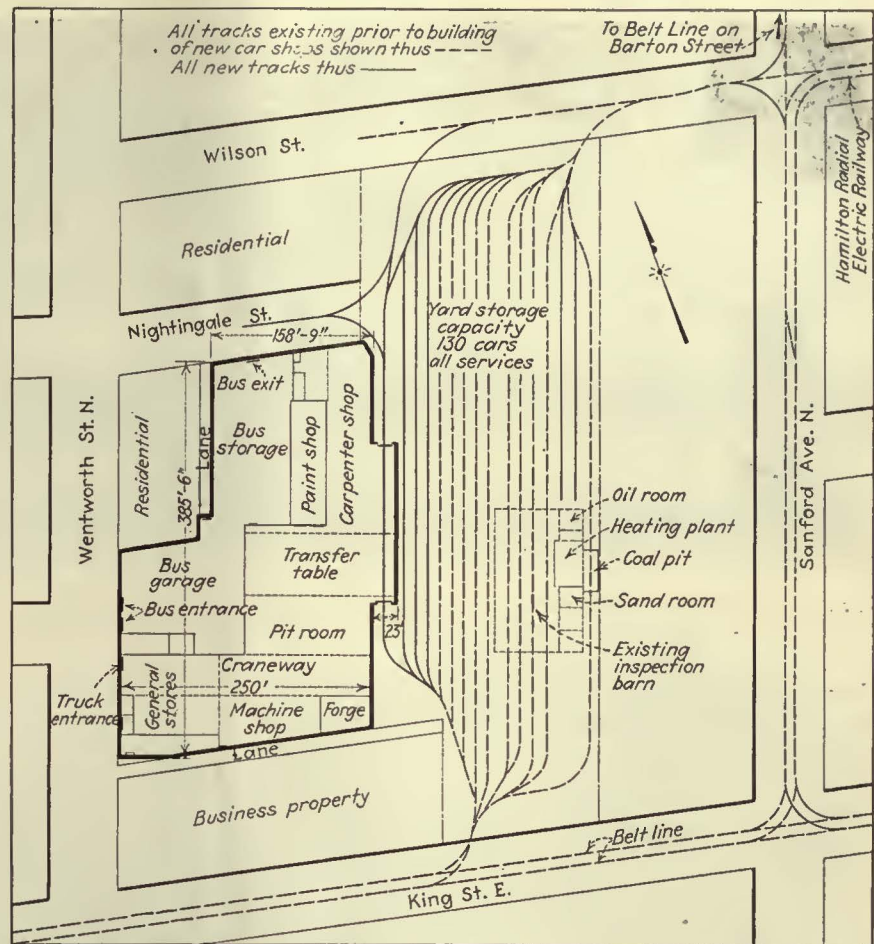 All tracks existing prior to building
of new car shops shown thus
All new tracks thus
To Belt Line on
Barton Street
Wilson St.
Hamilton Radial
Electric Railway
Residential
Nightingale St.
158'-9"
Yard storage
capacity
130 cars
all services
Bus exit
Wentworth St. N.
Residential
Lane
385'-6"
Bus
storage
Paint shop
Carpenter shop
Sanford Ave. N.
Oil room
Heating plant
Coal pit
Sand room
Existing
inspection
barn
Transfer
table
Bus
garage
Bus entrance
Pit room
23'
Craneway
250'
Truck
entrance
General
stores
Machine
shop
Forge
Lane
Business property
Belt line
King St. E.